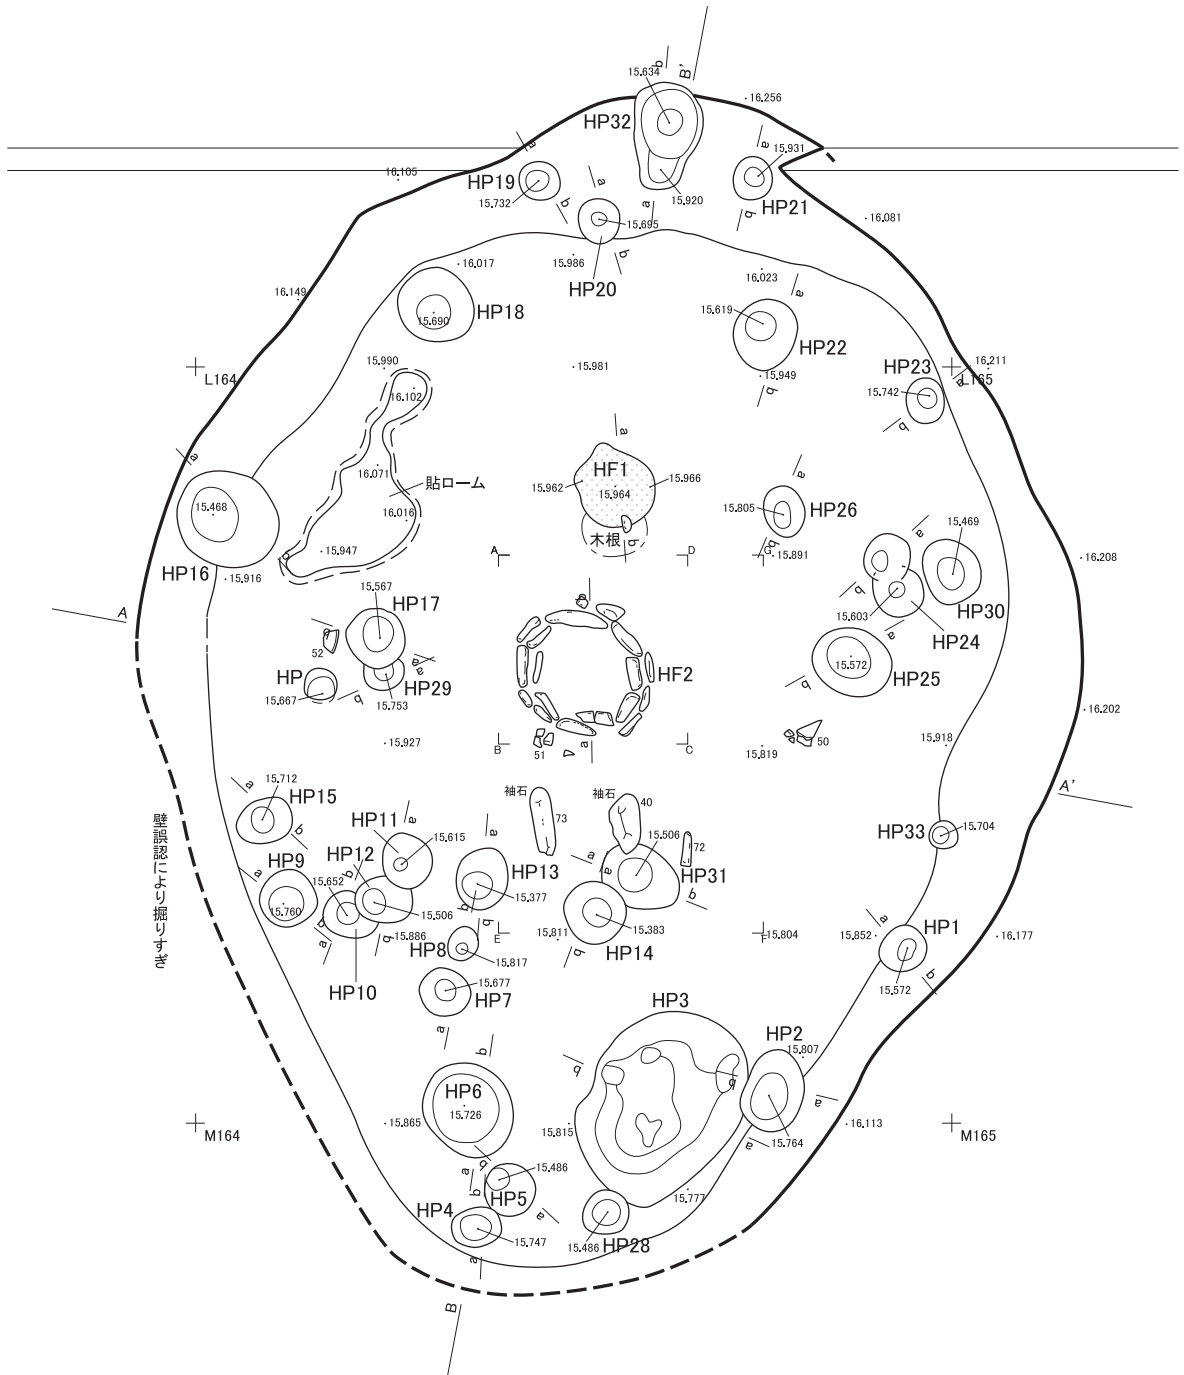 b
B'
15.634
16.256
HP32
a
15.931
a
16.105
HP19
a
15.732
b
15.920
HP21
a
b
15.695
16.081
16.017
15.986
b
16.023
HP20
a
16.149
HP18
15.690
15.619
HP22
15.990
15.981
15.949
HP23
16.211
L164
L165
a
16.102
b
15.742
b
a
a
HF1
16.071
貼ローム
15.962
15.964
15.966
a
15.468
16.016
15.805
HP26
a
15.469
木根
b
b
A
D
G
15.947
15.891
16.208
b
HP16
15.916
15.567
b
HP30
A
HP17
15.603
HP24
a
52
a
a
15.572
HP
HF2
HP25
HP29
15.667
b
15.753
b
16.202
15.927
B
51
a
C
15.819
50
15.918
a
15.712
HP15
袖石
袖石
A'
73
40
HP11
a
a
b
HP33
15.704
HP12
15.615
15.506
壁誤認により掘りすぎ
a
HP9
b
HP13
a
a
72
HP31
15.652
15.377
b
15.760
b
15.506
b
b
a
HP1
a
b
15.886
HP8
E
15.811
15.383
F
15.804
15.852
16.177
b
HP14
HP10
15.817
15.677
HP7
15.572
b
HP3
HP2
a
b
b
15.807
HP6
b
15.726
a
M164
15.865
15.815
15.764
16.113
M165
a
b
a
15.486
b
HP5
15.777
HP4
a
15.747
15.486
HP28
a
B